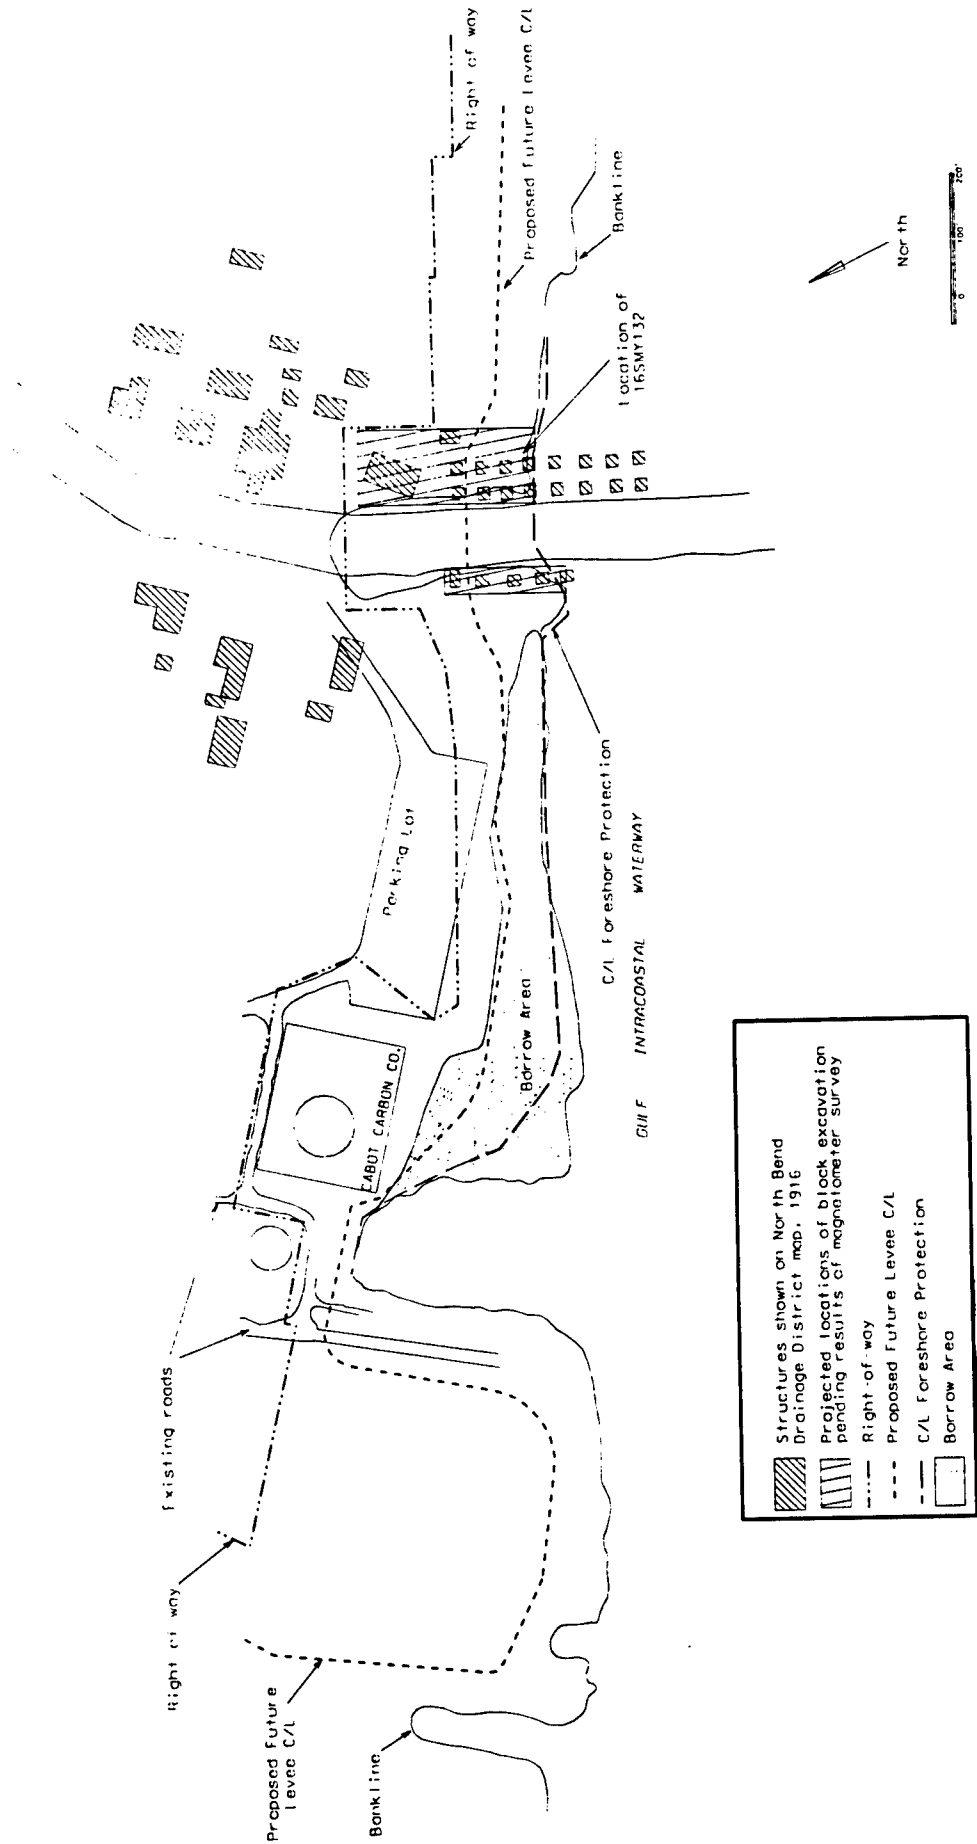 Right of way
Proposed Future Levee C/L
Bankline
Location of
16SMY132
North
0 100' 200'
Existing roads
Right of way
Parking Lot
CABOT CARBON CO.
Borrow Area
C/L Foreshore Protection
GULF INTRACOASTAL WATERWAY
Proposed Future
Levee C/L
Bankline
Structures shown on North Bend
Drainage District map, 1916
Projected locations of block excavation
pending results of magnetometer survey
Right-of-way
Proposed Future Levee C/L
C/L Foreshore Protection
Borrow Area